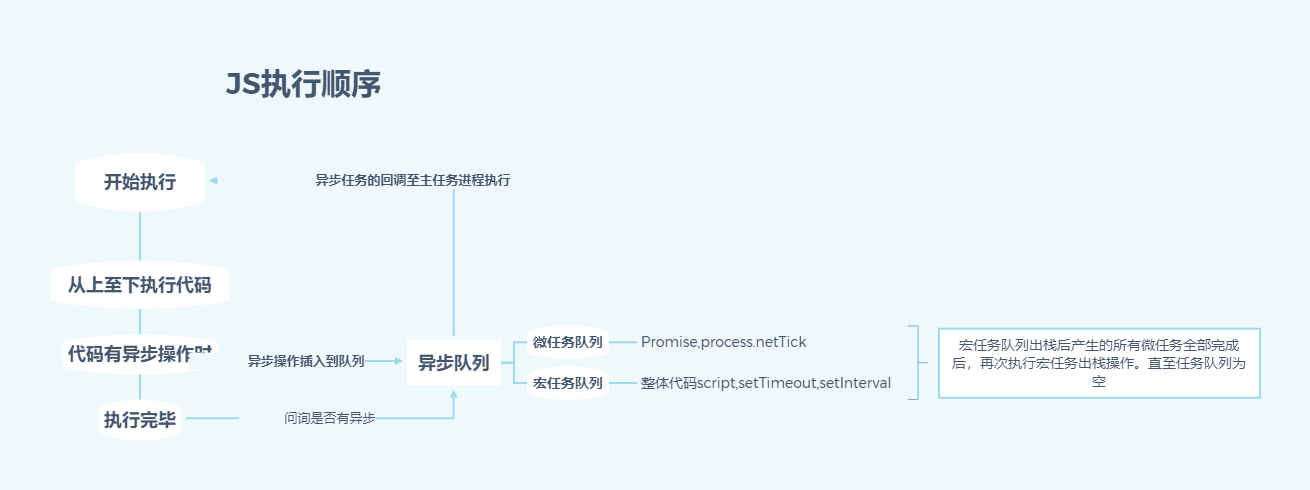 JS执行顺序
开始执行
异步任务的回调至主任务进程执行
从上至下执行代码
代码有异步操作时
异步操作插入到队列
异步队列
微任务队列
Promise,process.netTick
宏任务队列
整体代码script,setTimeout,setInterval
宏任务队列出栈后产生的所有微任务全部完成
后，再次执行宏任务出栈操作。直至任务队列为
空
执行完毕
问询是否有异步